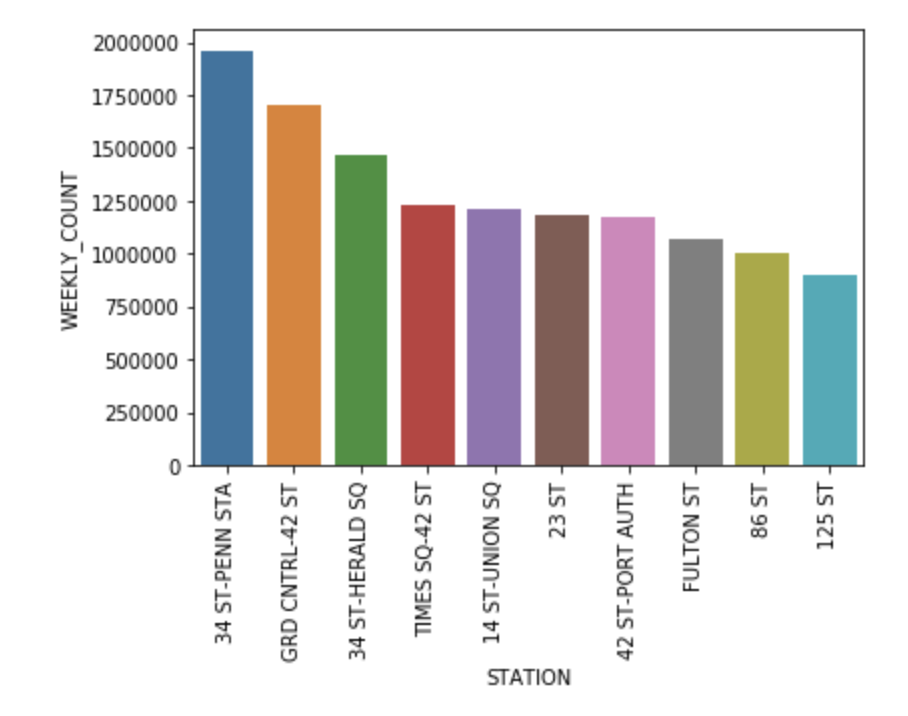 2000000
1750000
1500000
1250000
1000000
750000
500000
250000
0
WEEKLY_COUNT
34 ST-PENN STA
GRD CNTRL-42 ST
34 ST-HERALD SQ
TIMES SQ-42 ST
14 ST-UNION SQ
23 ST
42 ST-PORT AUTH
FULTON ST
86 ST
125 ST
STATION